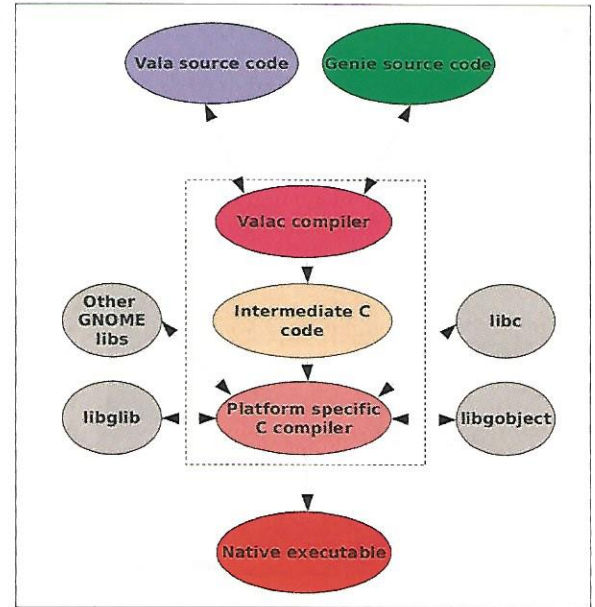 Vala source code
Genie source code
Valac compiler
Intermediate C
code
Other
GNOME
libs
libc
libglib
Platform specific
C compiler
libgobject
Native executable